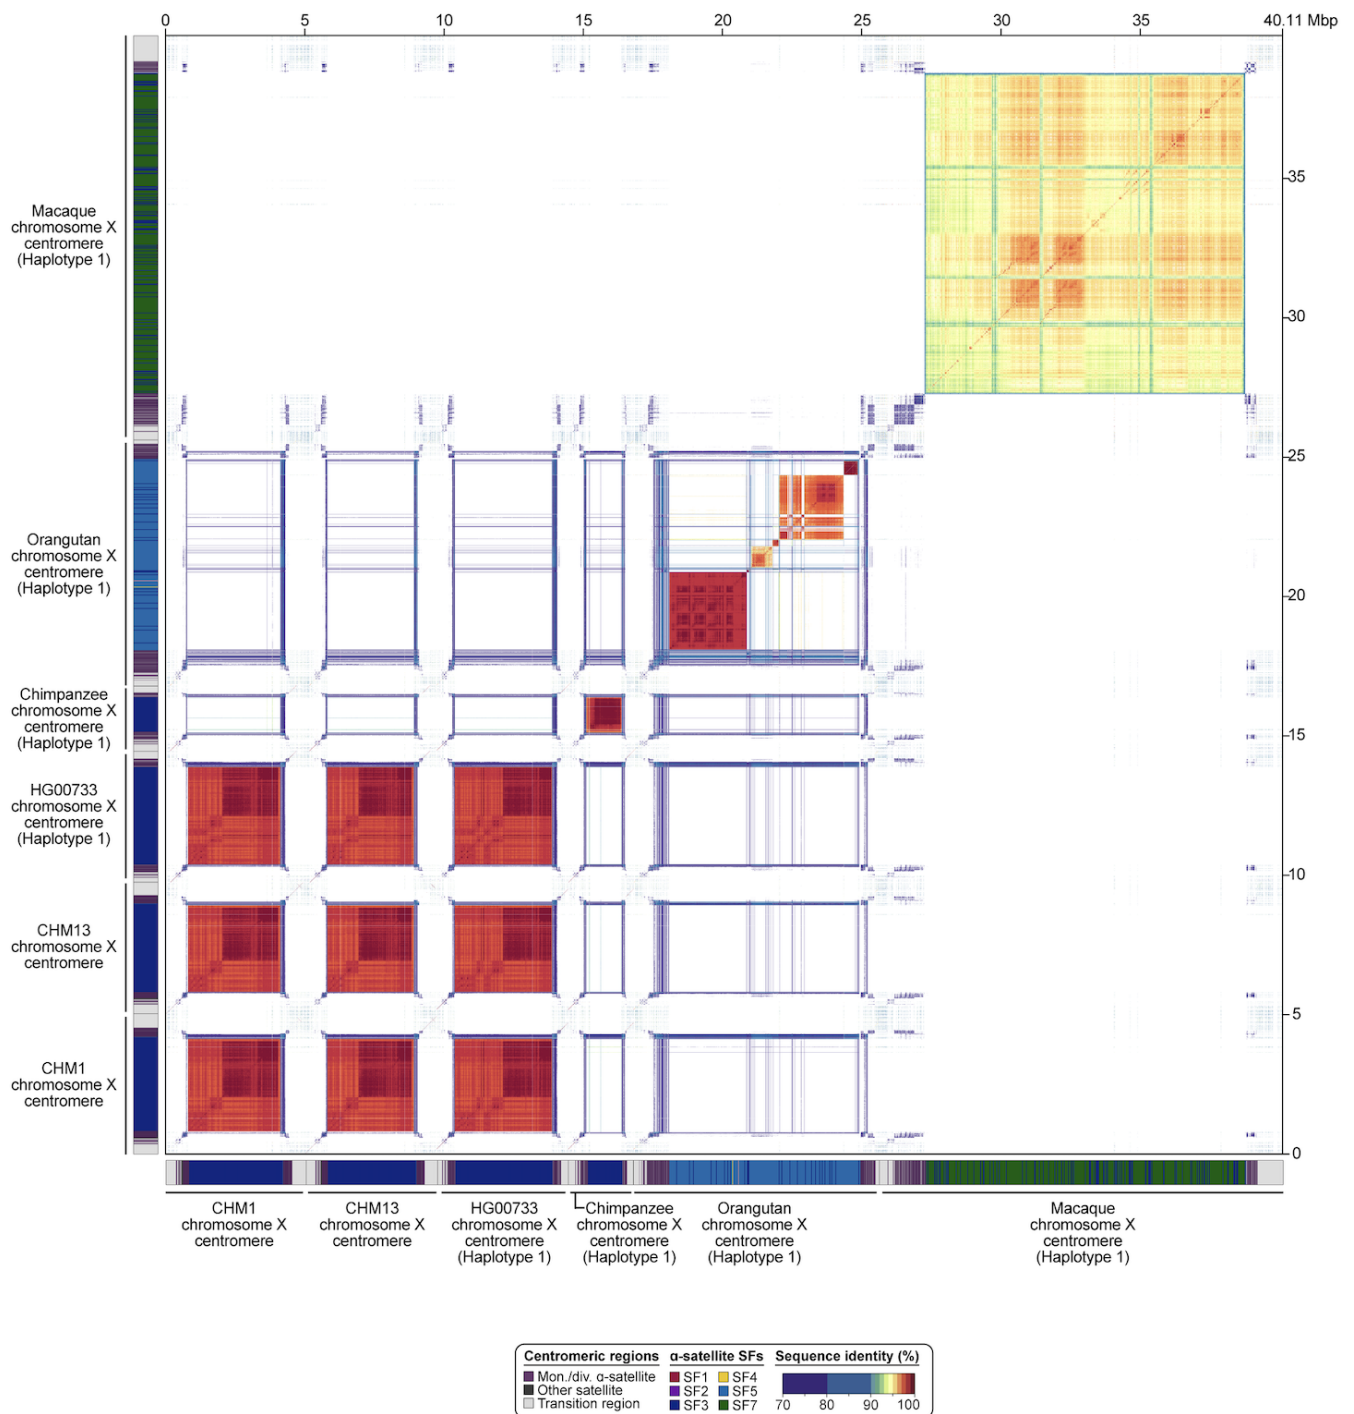 0 5 10 15 20 25 30 35 40.11 Mbp
Macaque
chromosome X
centromere
(Haplotype 1)
35
30
25
Orangutan
chromosome X
centromere
(Haplotype 1)
20
Chimpanzee
chromosome X
centromere
(Haplotype 1)
15
HG00733
chromosome X
centromere
(Haplotype 1)
10
CHM13
chromosome X
centromere
5
CHM1
chromosome X
centromere
0
CHM1
chromosome X
centromere
CHM13
chromosome X
centromere
HG00733
chromosome X
centromere
(Haplotype 1)
Chimpanzee
chromosome X
centromere
(Haplotype 1)
Orangutan
chromosome X
centromere
(Haplotype 1)
Macaque
chromosome X
centromere
(Haplotype 1)
Centromeric regions
Mon./div. α-satellite
Other satellite
Transition region
α-satellite SFs
SF1 SF4
SF2 SF5
SF3 SF7
Sequence identity (%)
70 80 90 100